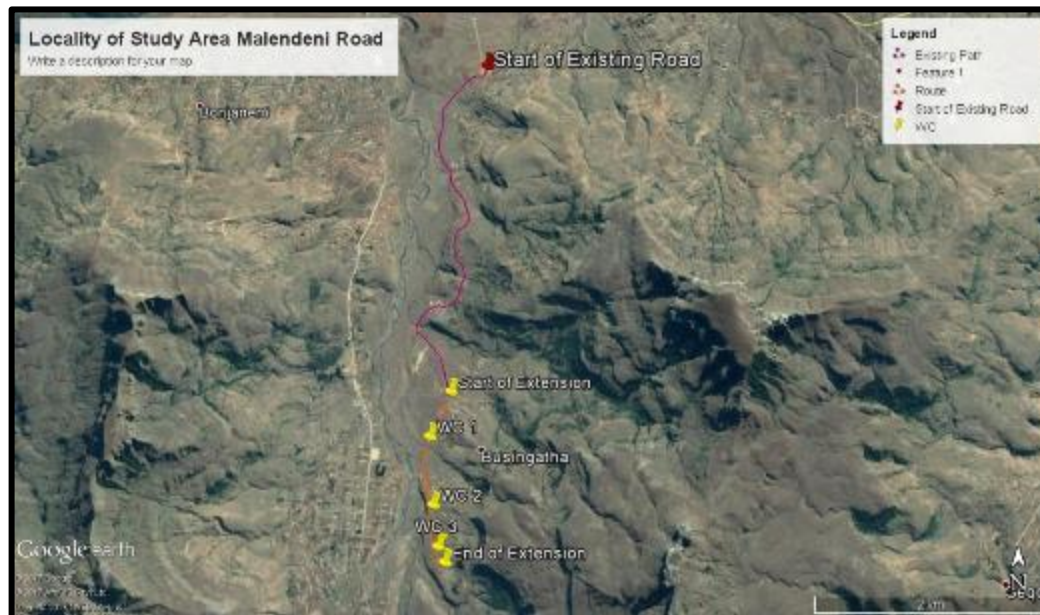 Locality of Study Area Malendeni Road
Write a description for your map.
Legend
Existing Path
Feature 1
Route
Start of Existing Road
WC
Start of Existing Road
Start of Extension
WC 1
Busingatha
WC 2
WC 3
End of Extension
Google earth
N
2 km